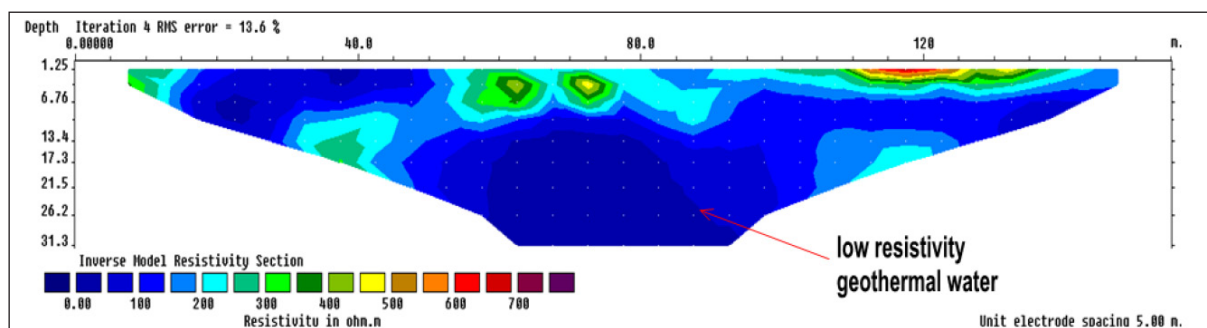 Depth Iteration 4 RMS error = 13.6 %
0.00000 40.0 80.0 120 m.
1.25
6.76
13.4
17.3
21.5
26.2
31.3
low resistivity
geothermal water
Inverse Model Resistivity Section
0.00 100 200 300 400 500 600 700
Resistivity in ohm.m
Unit electrode spacing 5.00 m.